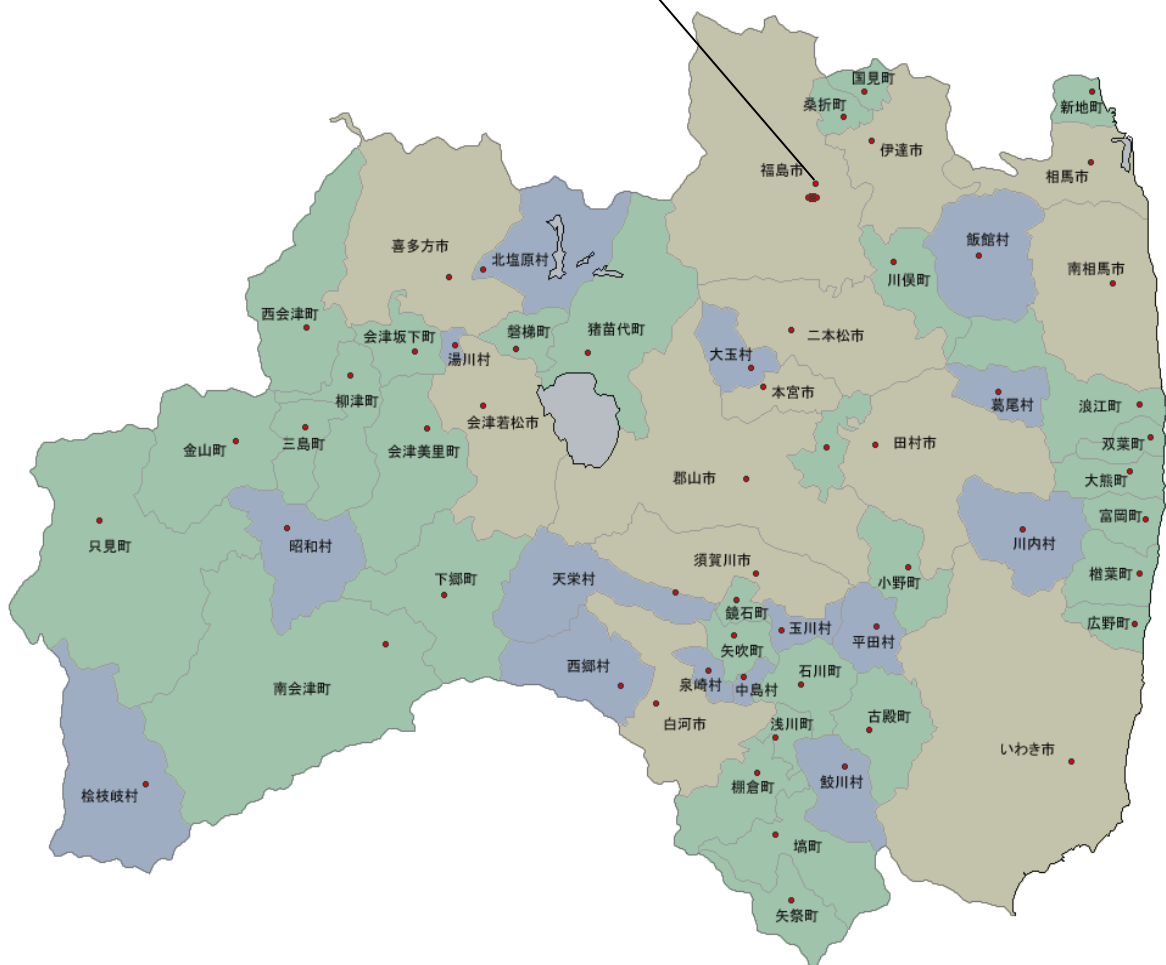 国見町
桑折町
新地町
伊達市
福島市
相馬市
飯館村
喜多方市
北塩原村
南相馬市
川俣町
西会津町
会津坂下町
磐梯町
猪苗代町
二本松市
湯川村
大玉村
本宮市
柳津町
葛尾村
浪江町
会津若松市
三島町
金山町
会津美里町
田村市
双葉町
郡山市
大熊町
富岡町
只見町
昭和村
川内村
須賀川市
天栄村
下郷町
小野町
楢葉町
鏡石町
玉川村
平田村
広野町
矢吹町
西郷村
泉崎村
中島村
石川町
南会津町
白河市
浅川町
古殿町
いわき市
桧枝岐村
棚倉町
鮫川村
塙町
矢祭町